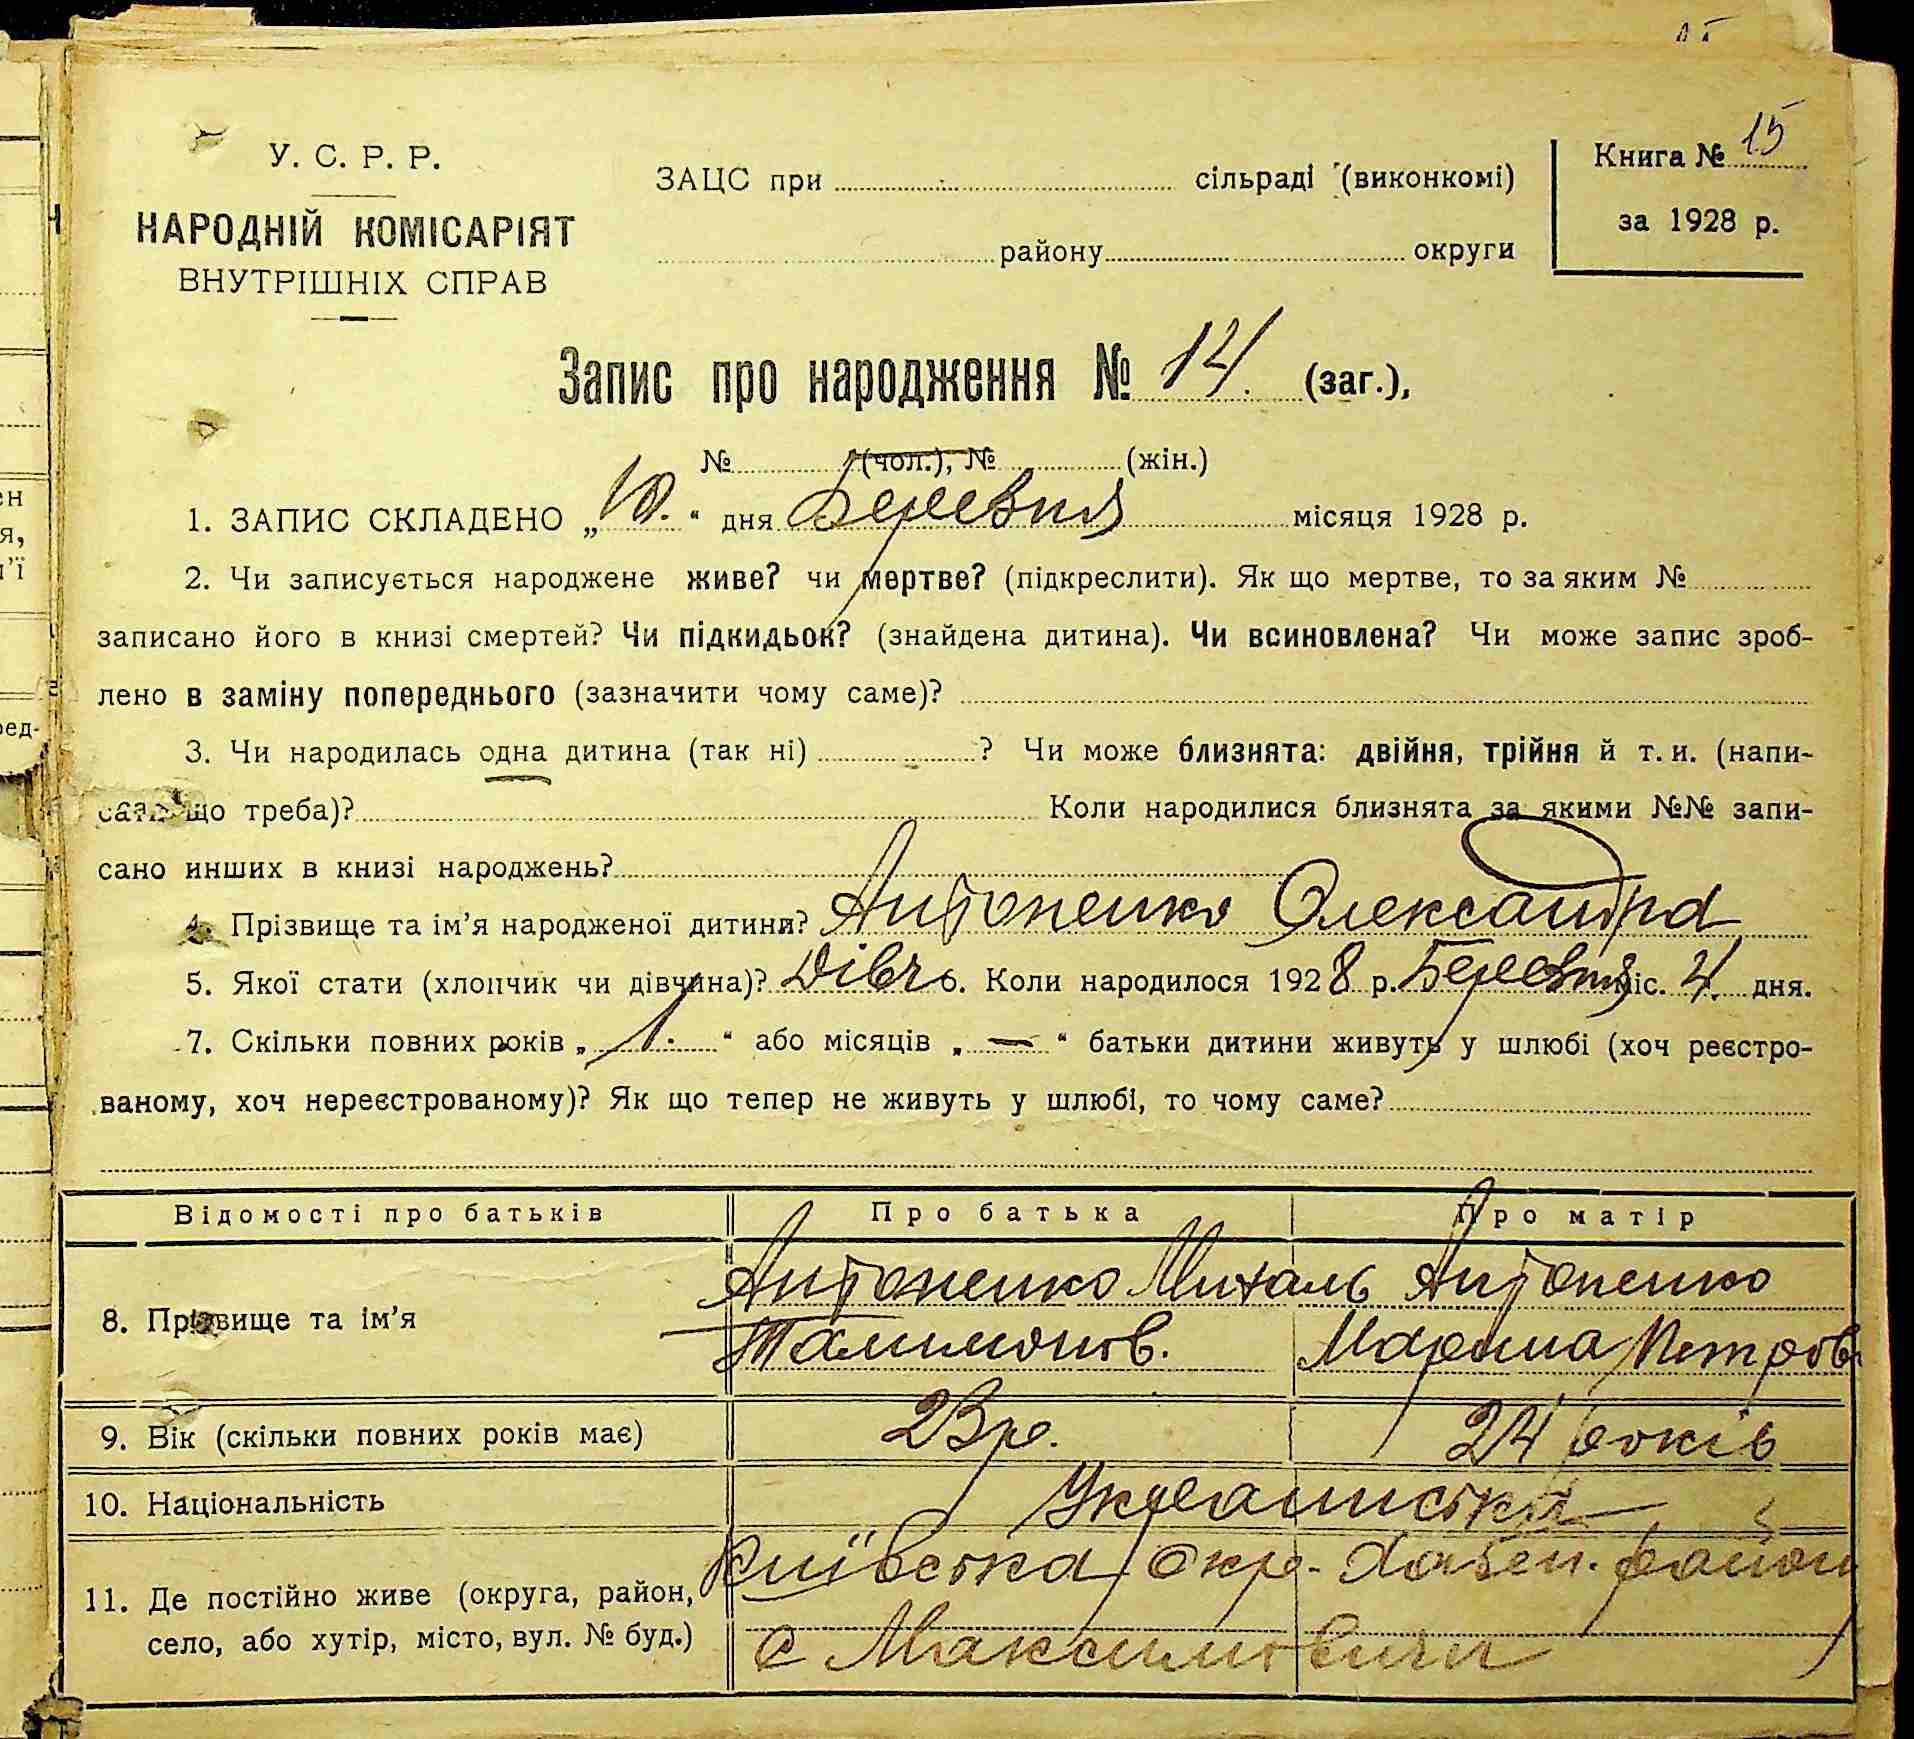 У. С. Р. Р.
НАРОДНІЙ КОМІСАРІЯТ
ВНУТРІШНІХ СПРАВ
ЗАЦС при сільраді (виконкомі)
району округи
Книга № 15
за 1928 р.
Запис про народження № 14. (заг.),
№ (чол.), № (жін.)
1. ЗАПИС СКЛАДЕНО „10.“ дня Березня місяця 1928 р.
2. Чи записується народжене живе? чи мертве? (підкреслити). Як що мертве, то за яким №
записано його в книзі смертей? Чи підкидьок? (знайдена дитина). Чи всиновлена? Чи може запис зроб-
лено в заміну попереднього (зазначити чому саме)?
3. Чи народилась одна дитина (так ні) ? Чи може близнята: двійня, трійня й т. и. (напи-
сати що треба)? Коли народилися близнята за якими №№ запи-
сано инших в книзі народжень?
4. Прізвище та ім’я народженої дитини? Антоненко Олександра
5. Якої стати (хлопчик чи дівчина)? Дівч. 6. Коли народилося 1928 р. Березня міс. 4. дня.
7. Скільки повних років „1.“ або місяців „—“ батьки дитини живуть у шлюбі (хоч реєстро-
ваному, хоч нереєстрованому)? Як що тепер не живуть у шлюбі, то чому саме?
Відомості про батьків Про батька Про матір
8. Прізвище та ім’я Антоненко Михаль Антоненко
Талимонів. Марина Петров
9. Вік (скільки повних років має) 23 р. 24 років
10. Національність Украинська
11. Де постійно живе (округа, район, Київська окр. Хабен. район
село, або хутір, місто, вул. № буд.) с Максимовичи